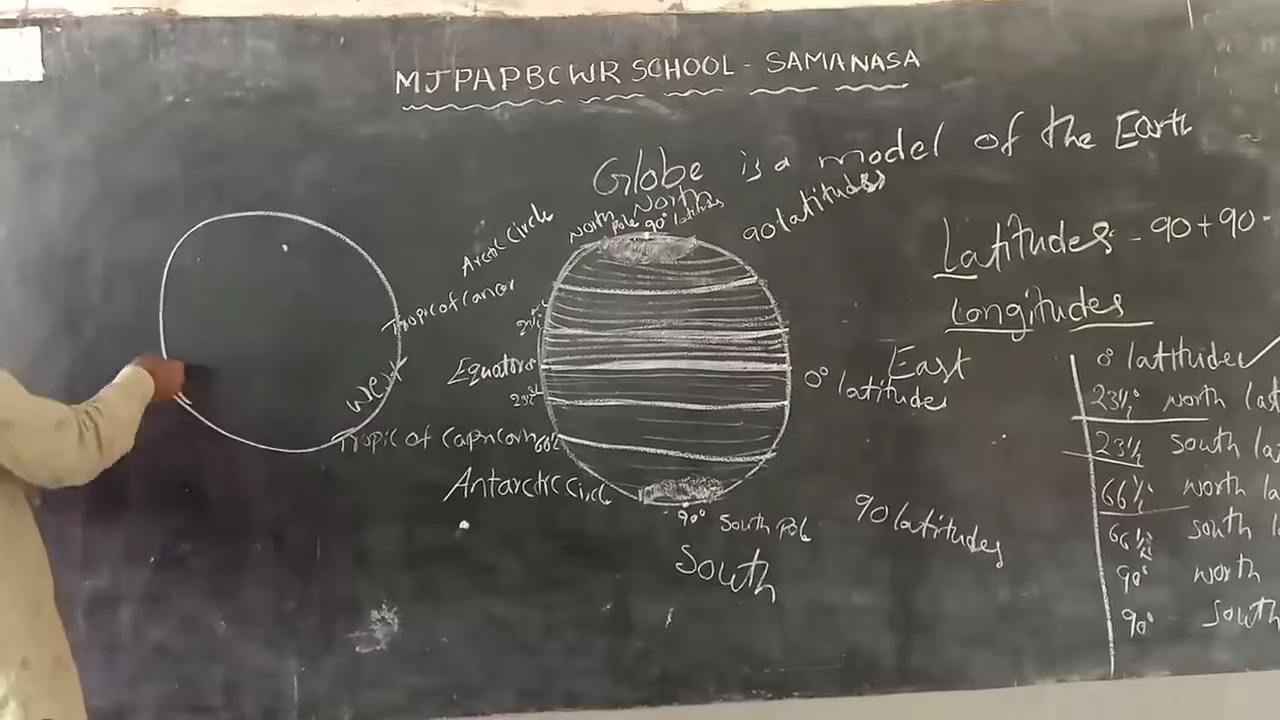 MJPAPBCWR SCHOOL - SAMANASA
Globe is a model of the Earth
North
North Pole 90° latitudes
90 latitudes
Arctic Circle
Tropic of Cancer
Latitudes - 90+90-
Longitudes
23½°
Equator 0°
23½°
West
Tropic of Capricorn 66½
Antarctic Circle
0° latitudes
East
90° South Pole
South
90 latitudes
0° latitudes ✓
23½° North
23½ South
66½° North
66½° South
90° North
90° South